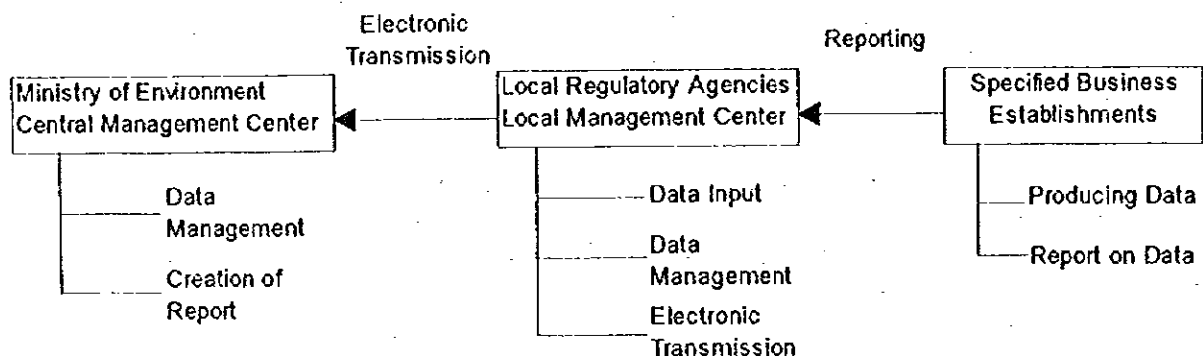 Electronic
Transmission
Reporting
Ministry of Environment
Central Management Center
Local Regulatory Agencies
Local Management Center
Specified Business
Establishments
Data
Management
Creation of
Report
Data Input
Data
Management
Electronic
Transmission
Producing Data
Report on Data